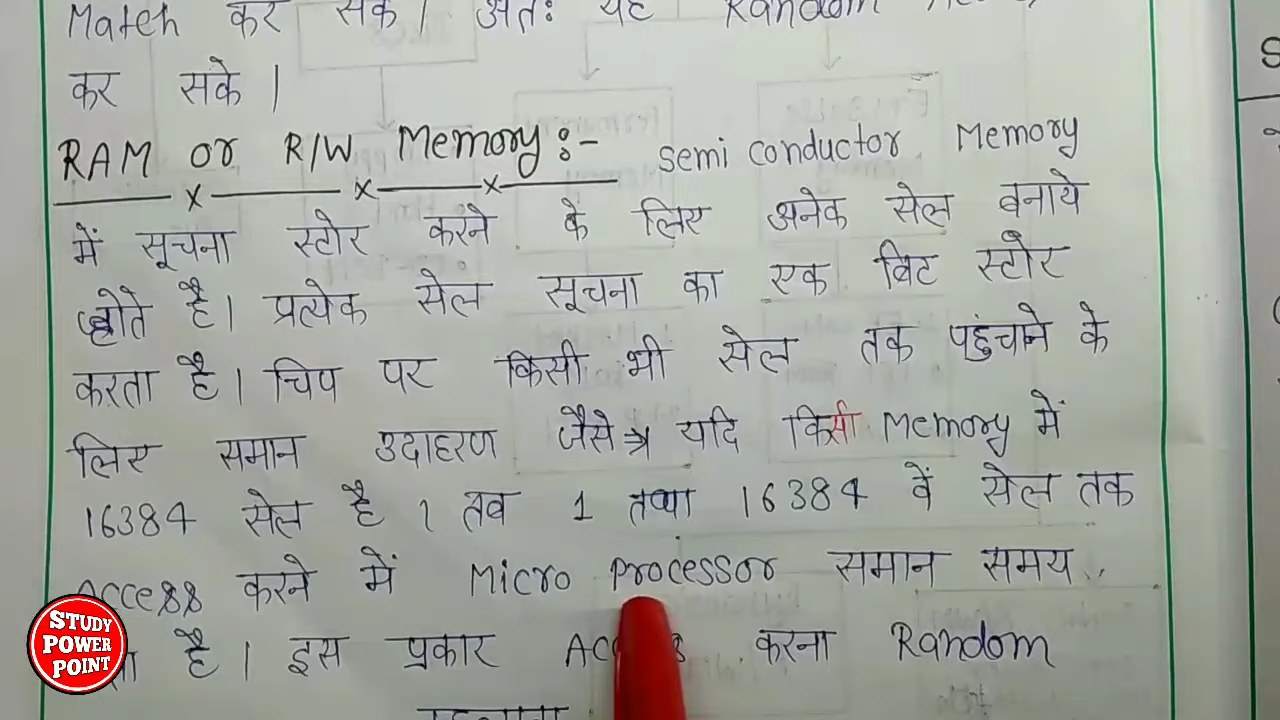 Match कर सके। अतः यह Random
कर सके।
RAM or R/W Memory:- Semi conductor Memory
में सूचना स्टोर करने के लिए अनेक सेल बनाये
होते है। प्रत्येक सेल सूचना का एक बिट स्टोर
करता है। चिप पर किसी भी सेल तक पहुंचाने के
लिए समान उदाहरण जैसे → यदि किसी Memory में
16384 सेल है। तब 1 तथा 16384 वें सेल तक
Access करने में Micro Processor समान समय
है। इस प्रकार करना Random
STUDY
POWER
POINT